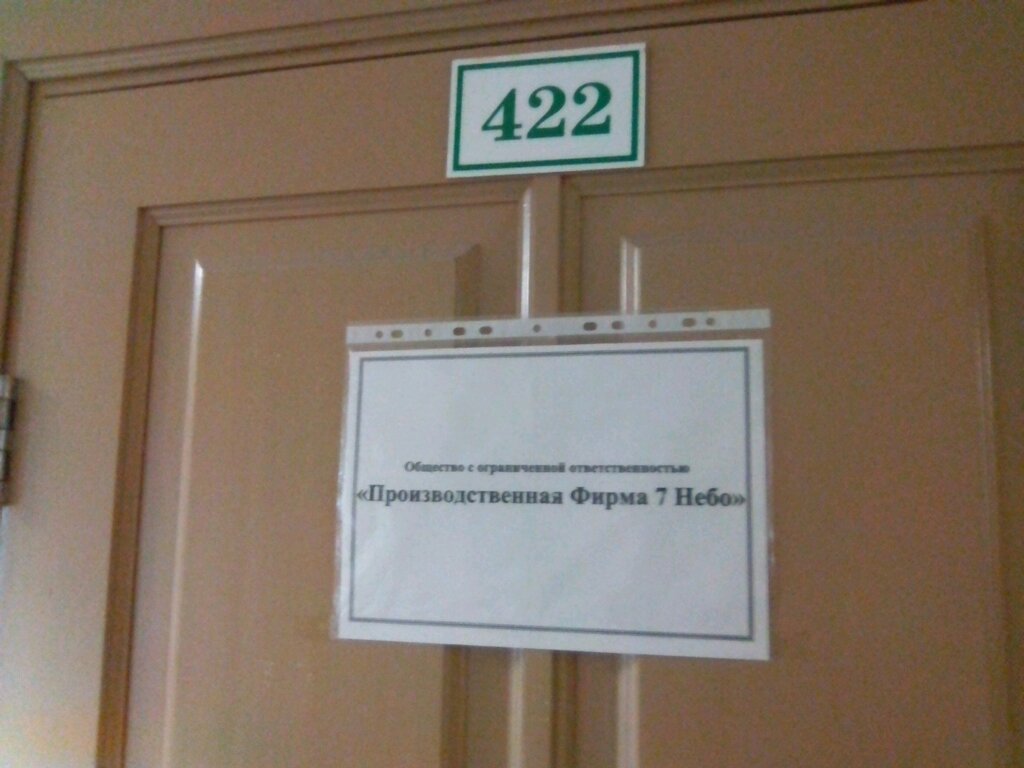 422
Общество с ограниченной ответственностью
«Производственная Фирма 7 Небо»